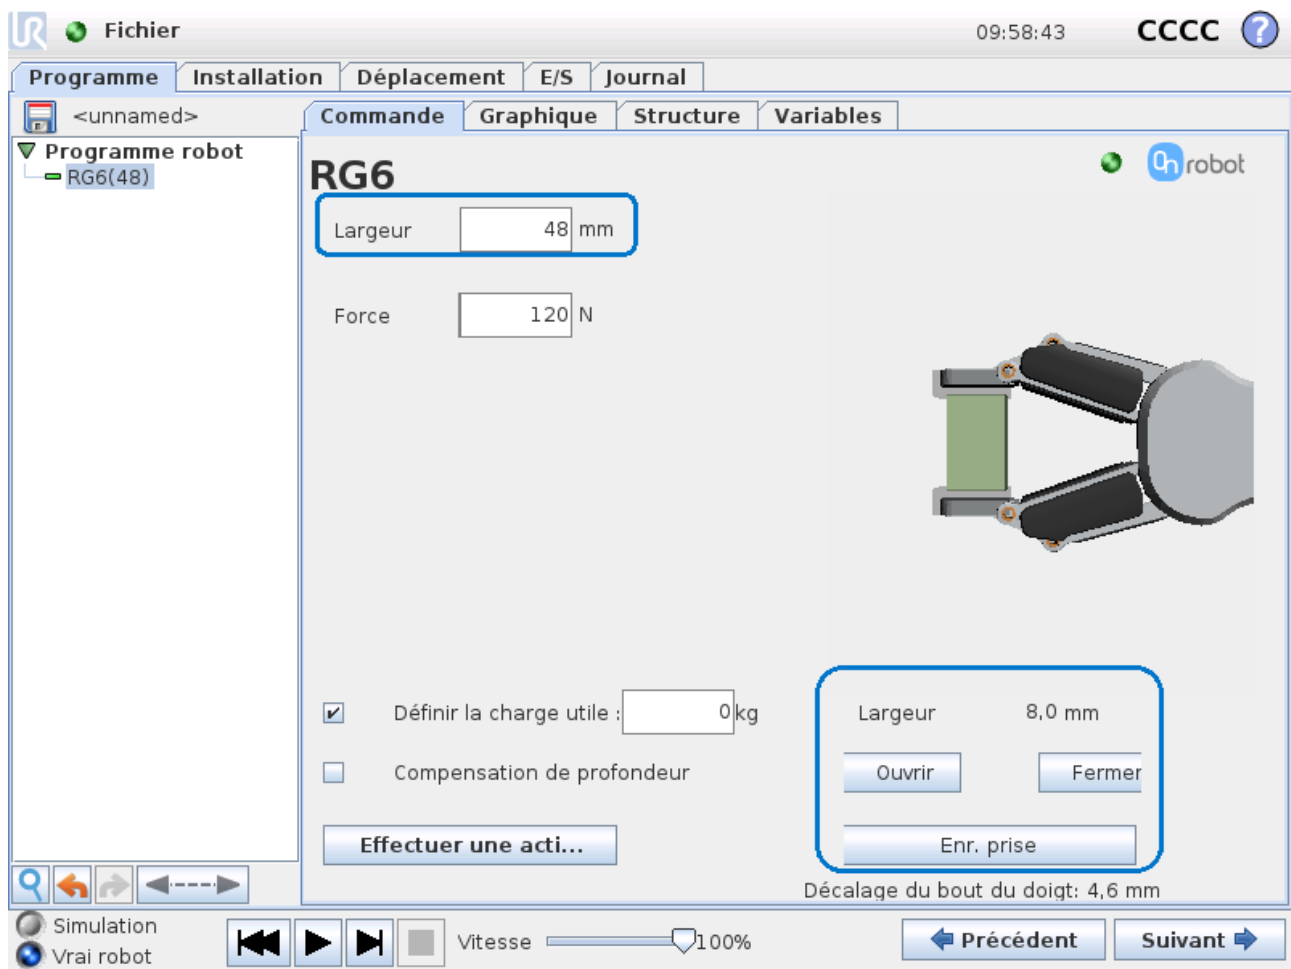 Fichier 09:58:43 CCCC ?
Programme Installation Déplacement E/S Journal
<unnamed> Commande Graphique Structure Variables
Programme robot
RG6(48)
RG6
On robot
Largeur 48 mm
Force 120 N
Définir la charge utile : 0 kg
Largeur 8,0 mm
Compensation de profondeur
Ouvrir Fermer
Effectuer une acti...
Enr. prise
Décalage du bout du doigt: 4,6 mm
Simulation
Vrai robot
Vitesse 100%
Précédent Suivant